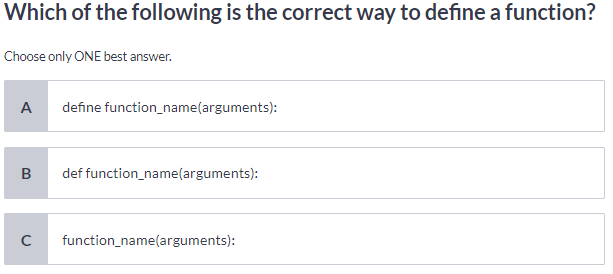 Which of the following is the correct way to define a function?
Choose only ONE best answer.
A define function_name(arguments):
B def function_name(arguments):
C function_name(arguments):